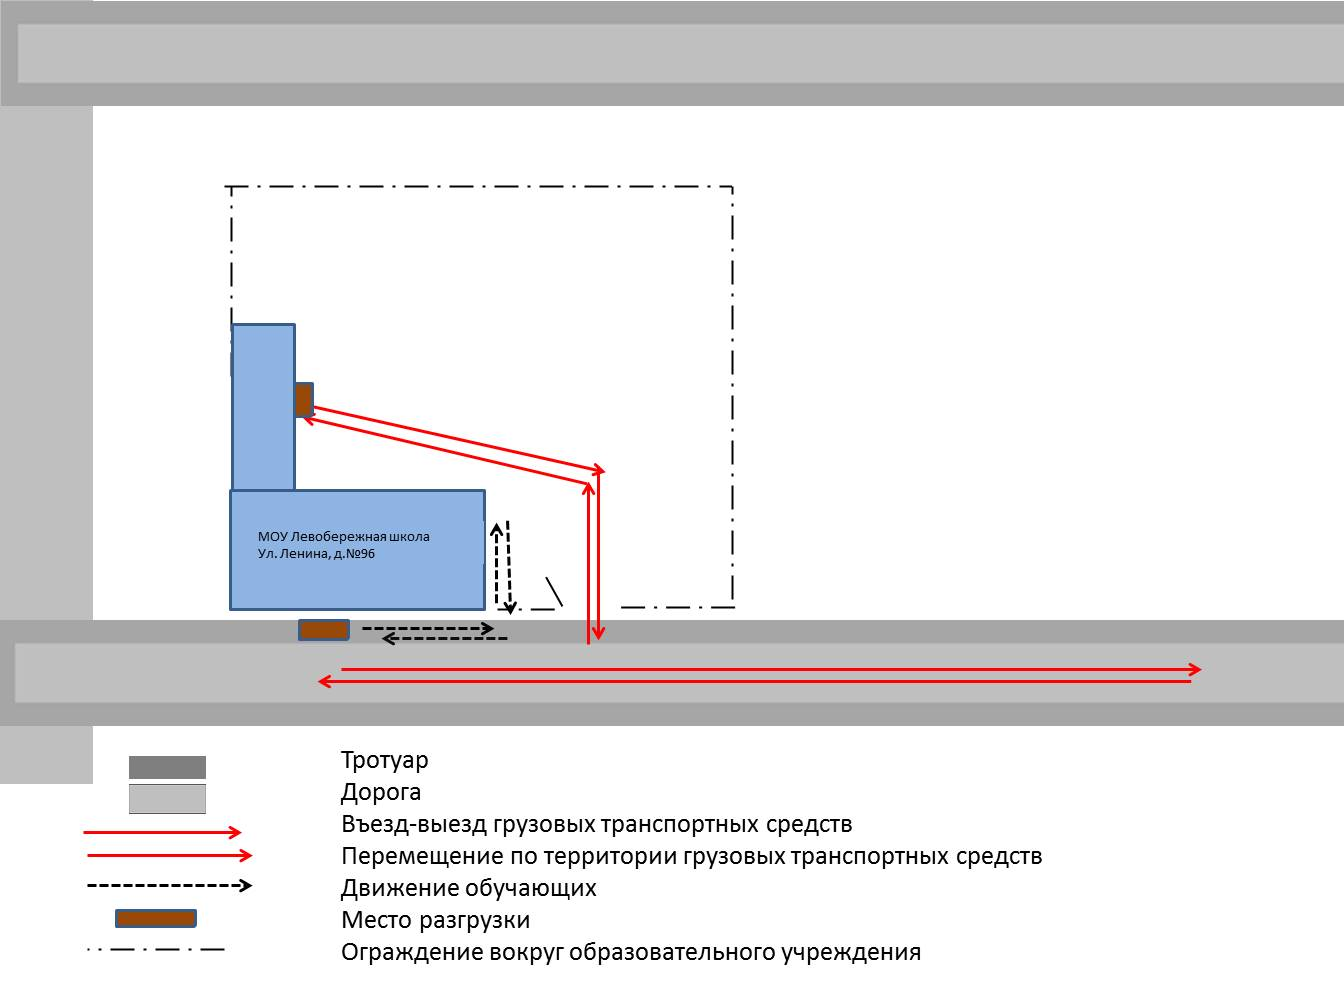 МОУ Левобережная школа
Ул. Ленина, д.№96
Тротуар
Дорога
Въезд-выезд грузовых транспортных средств
Перемещение по территории грузовых транспортных средств
Движение обучающих
Место разгрузки
Ограждение вокруг образовательного учреждения